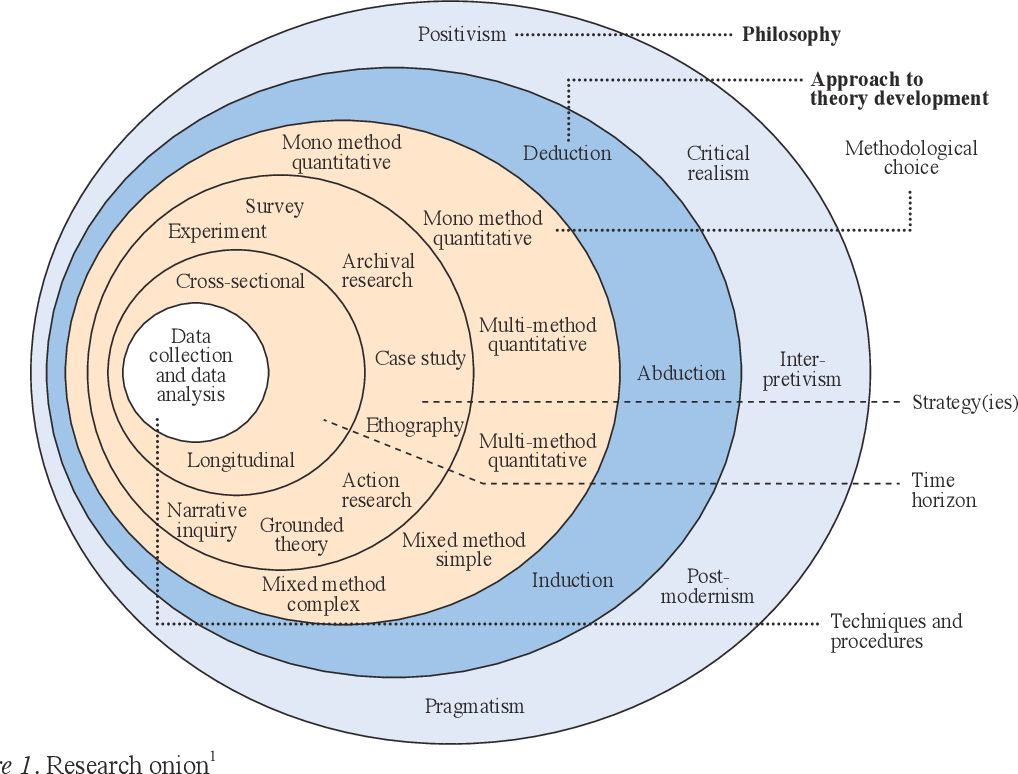 Positivism
Philosophy
Approach to
theory development
Deduction
Critical
realism
Methodological
choice
Mono method
quantitative
Mono method
quantitative
Survey
Experiment
Archival
research
Cross-sectional
Data
collection
and data
analysis
Multi-method
quantitative
Case study
Abduction
Inter-
pretivism
Strategy(ies)
Ethography
Multi-method
quantitative
Longitudinal
Action
research
Time
horizon
Narrative
inquiry
Grounded
theory
Mixed method
simple
Mixed method
complex
Induction
Post-
modernism
Techniques and
procedures
Pragmatism
re 1. Research onion1